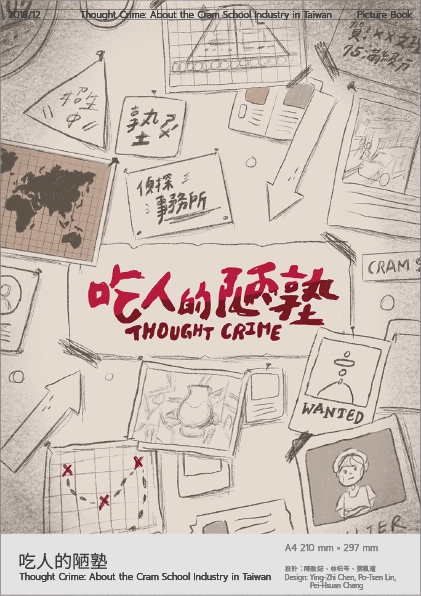 2018/12 Thought Crime: About the Cram School Industry in Taiwan Picture Book
招生
中
塾
偵探
事務所
CRAM S
吃人的陋塾
THOUGHT CRIME
WANTED
吃人的陋塾
Thought Crime: About the Cram School Industry in Taiwan
A4 210 mm × 297 mm
Design: Ying-Zhi Chen, Po-Tsen Lin,
Pei-Hsuan Chang